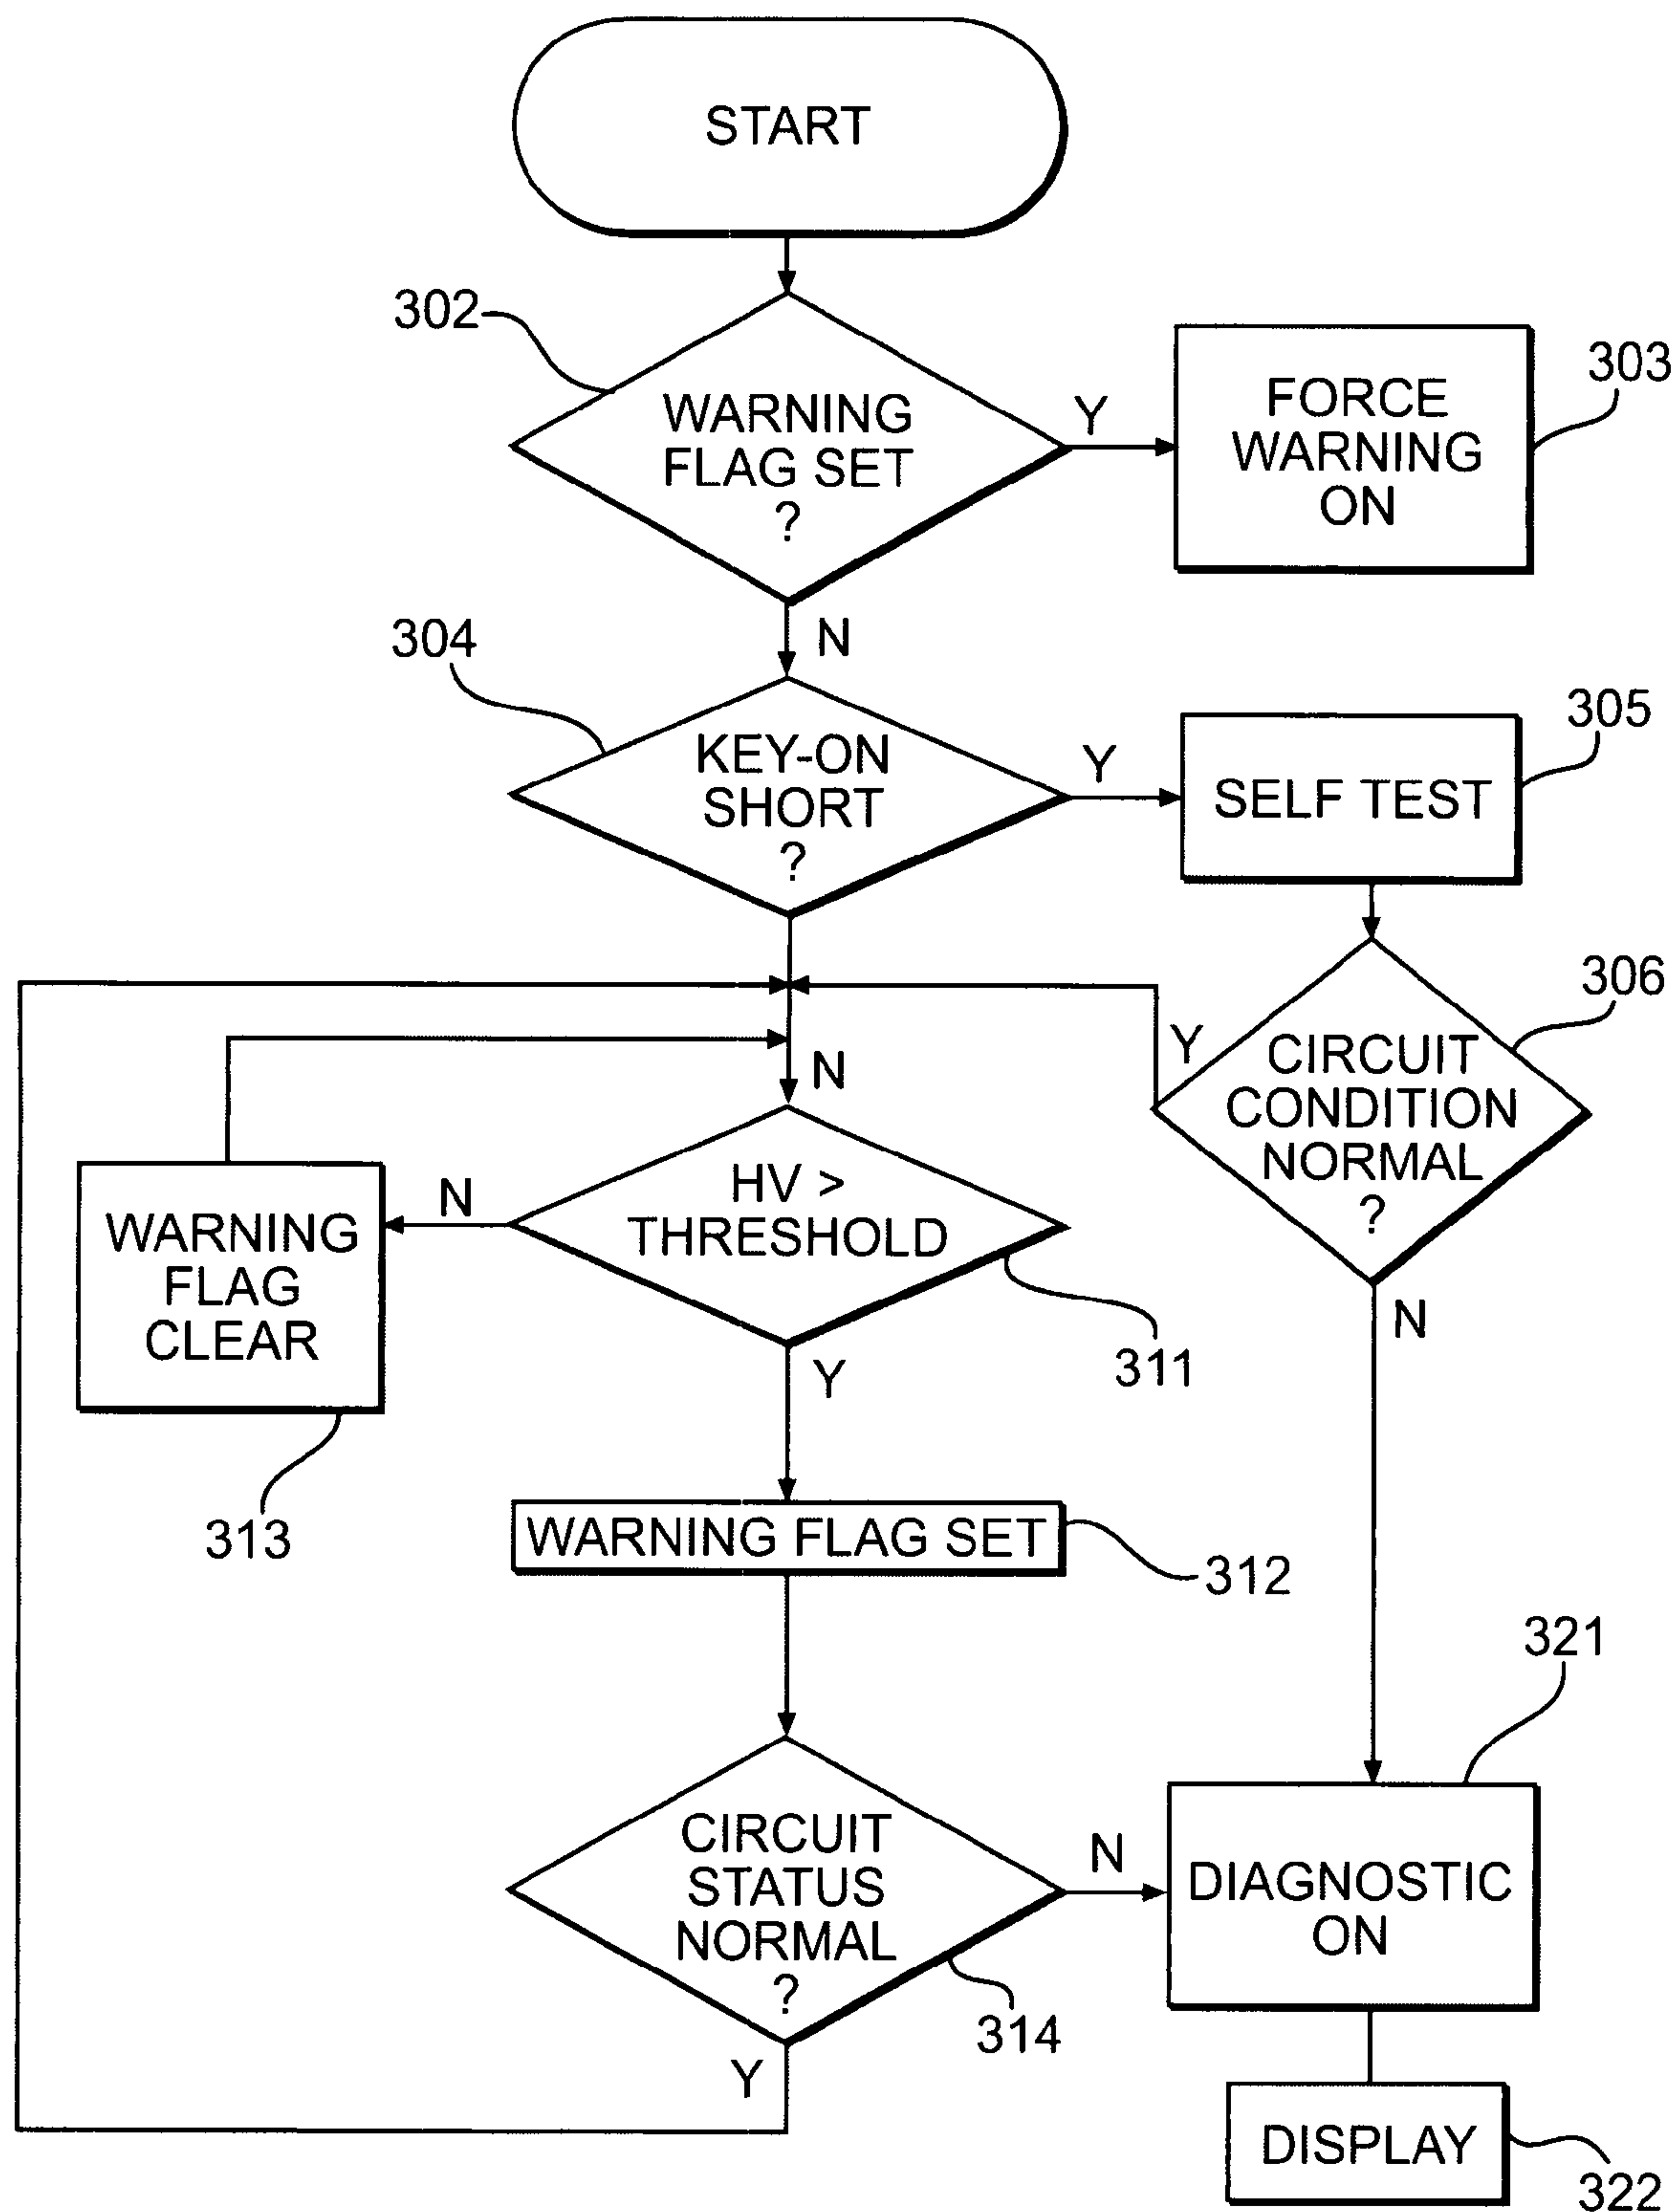 START
302
WARNING
FLAG SET
?
Y
FORCE
WARNING
ON
303
N
304
KEY-ON
SHORT
?
Y
SELF TEST
305
306
Y
CIRCUIT
CONDITION
NORMAL
?
N
N
HV >
THRESHOLD
311
N
WARNING
FLAG
CLEAR
313
Y
WARNING FLAG SET
312
321
CIRCUIT
STATUS
NORMAL
?
314
N
DIAGNOSTIC
ON
Y
DISPLAY
322